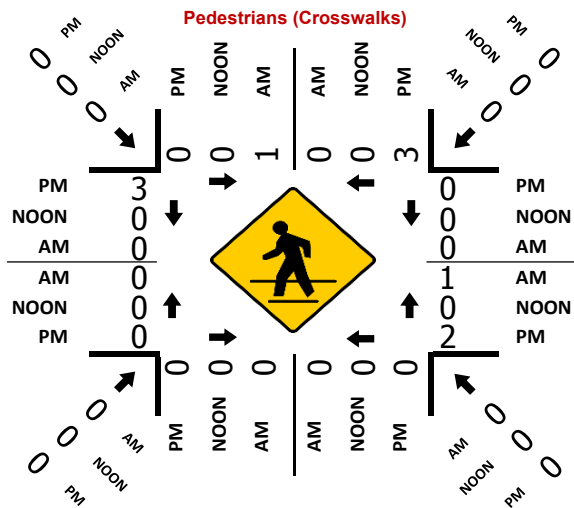 Pedestrians (Crosswalks)
0 PM
0 NOON
0 AM
PM NOON AM AM NOON PM
PM 0
NOON 0
AM 0
0 0 1 0 0 3
PM 3 0 PM
NOON 0 0 NOON
AM 0 0 AM
AM 0 1 AM
NOON 0 0 NOON
PM 0 2 PM
0 0 0 0 0 0
PM NOON AM AM NOON PM
0 AM
0 NOON
0 PM
AM 0
NOON 0
PM 0